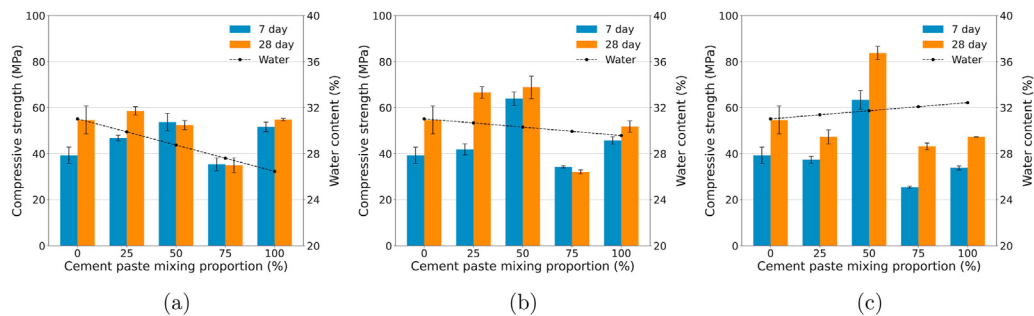 100
80
60
40
20
0
Compressive strength (MPa)
7 day
28 day
Water
40
36
32
28
24
20
Water content (%)
0 25 50 75 100
Cement paste mixing proportion (%)
(a)
100
80
60
40
20
0
Compressive strength (MPa)
7 day
28 day
Water
40
36
32
28
24
20
Water content (%)
0 25 50 75 100
Cement paste mixing proportion (%)
(b)
100
80
60
40
20
0
Compressive strength (MPa)
7 day
28 day
Water
40
36
32
28
24
20
Water content (%)
0 25 50 75 100
Cement paste mixing proportion (%)
(c)